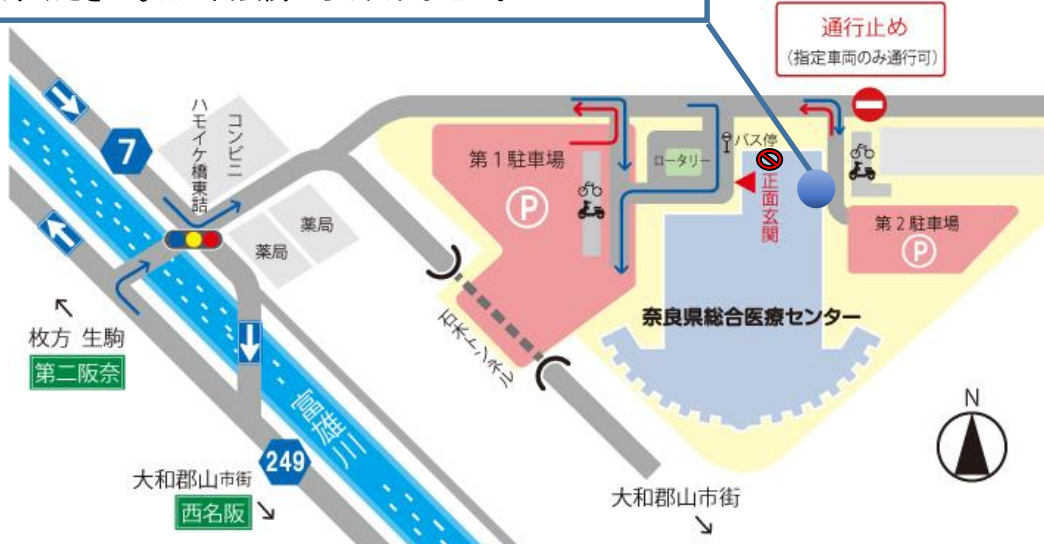 通行止め
(指定車両のみ通行可)
7
ハモイケ橋東詰
コンビニ
薬局
薬局
第1駐車場
P
ロータリー
バス停
正面玄関
第2駐車場
P
奈良県総合医療センター
石木トンネル
枚方 生駒
第二阪奈
富雄川
249
大和郡山市街
西名阪
大和郡山市街
N